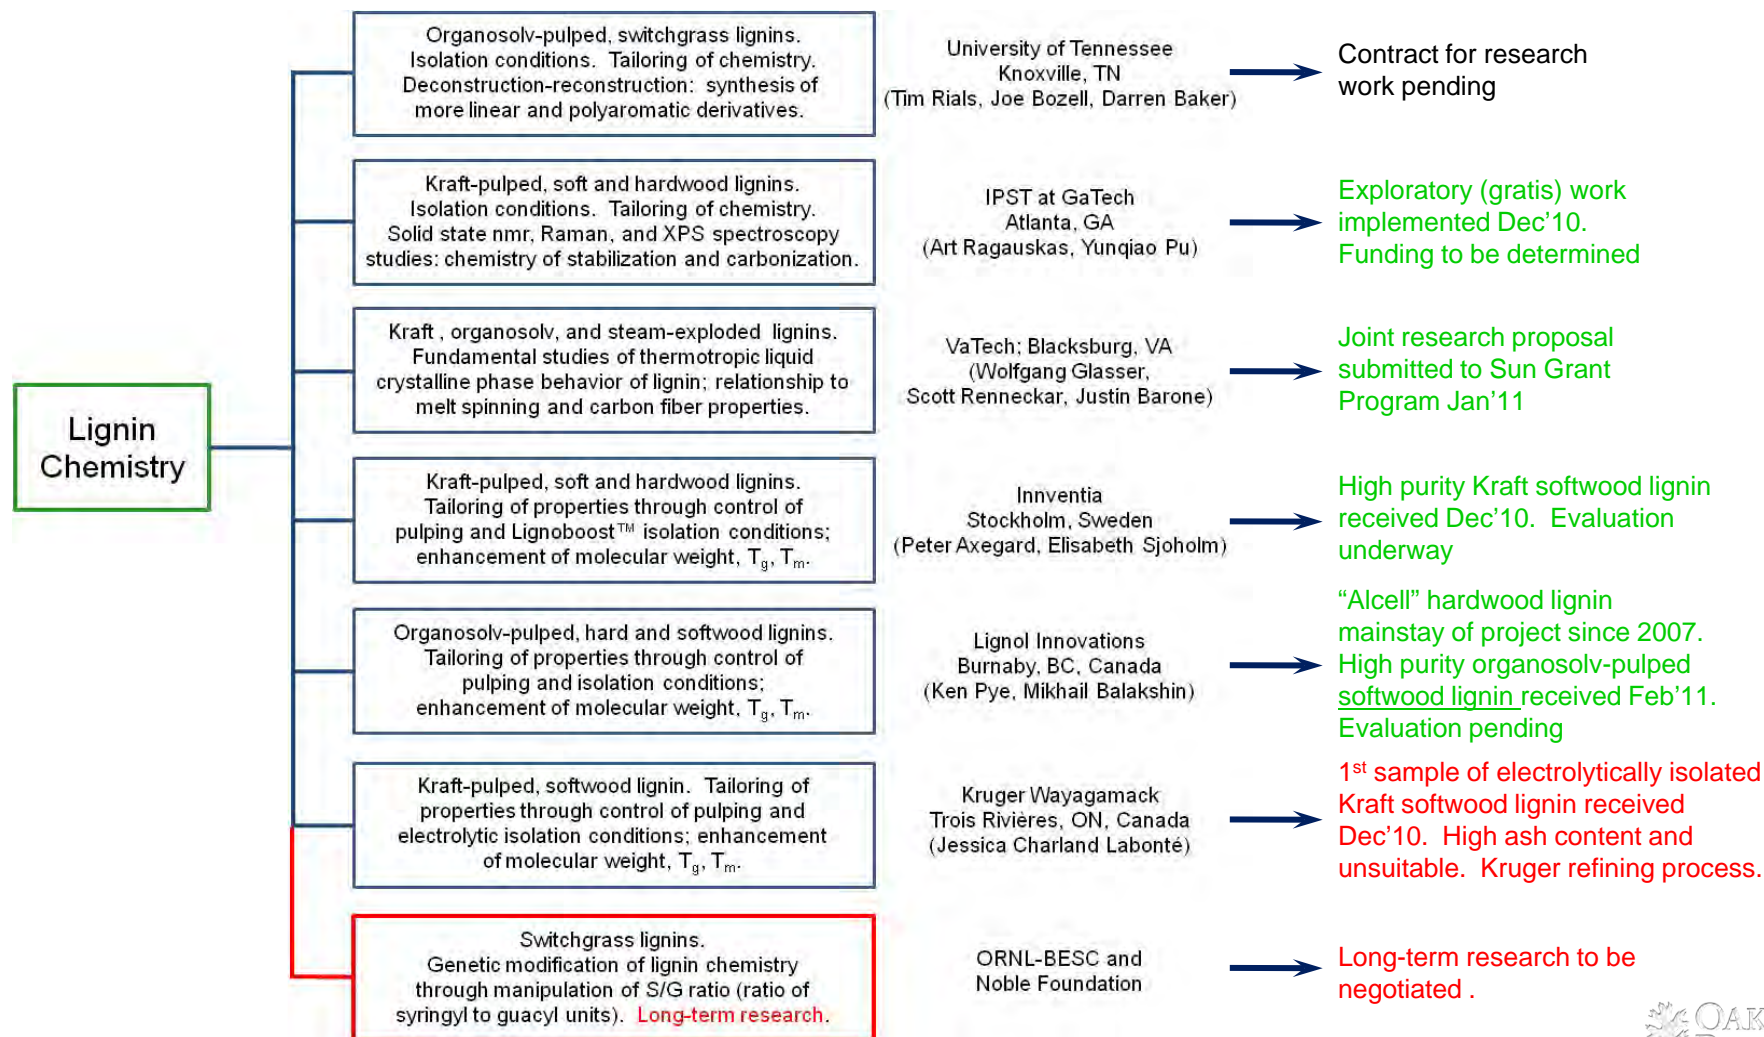 Lignin
Chemistry
Organosolv-pulped, switchgrass lignins.
Isolation conditions. Tailoring of chemistry.
Deconstruction-reconstruction: synthesis of
more linear and polyaromatic derivatives.
University of Tennessee
Knoxville, TN
(Tim Rials, Joe Bozell, Darren Baker)
Contract for research
work pending
Kraft-pulped, soft and hardwood lignins.
Isolation conditions. Tailoring of chemistry.
Solid state nmr, Raman, and XPS spectroscopy
studies: chemistry of stabilization and carbonization.
IPST at GaTech
Atlanta, GA
(Art Ragauskas, Yunqiao Pu)
Exploratory (gratis) work
implemented Dec’10.
Funding to be determined
Kraft , organosolv, and steam-exploded lignins.
Fundamental studies of thermotropic liquid
crystalline phase behavior of lignin; relationship to
melt spinning and carbon fiber properties.
VaTech; Blacksburg, VA
(Wolfgang Glasser,
Scott Renneckar, Justin Barone)
Joint research proposal
submitted to Sun Grant
Program Jan’11
Kraft-pulped, soft and hardwood lignins.
Tailoring of properties through control of
pulping and Lignoboost™ isolation conditions;
enhancement of molecular weight, Tg, Tm.
Innventia
Stockholm, Sweden
(Peter Axegard, Elisabeth Sjoholm)
High purity Kraft softwood lignin
received Dec’10. Evaluation
underway
Organosolv-pulped, hard and softwood lignins.
Tailoring of properties through control of
pulping and isolation conditions;
enhancement of molecular weight, Tg, Tm.
Lignol Innovations
Burnaby, BC, Canada
(Ken Pye, Mikhail Balakshin)
“Alcell” hardwood lignin
mainstay of project since 2007.
High purity organosolv-pulped
softwood lignin received Feb’11.
Evaluation pending
Kraft-pulped, softwood lignin. Tailoring of
properties through control of pulping and
electrolytic isolation conditions; enhancement
of molecular weight, Tg, Tm.
Kruger Wayagamack
Trois Rivières, ON, Canada
(Jessica Charland Labonté)
1st sample of electrolytically isolated
Kraft softwood lignin received
Dec’10. High ash content and
unsuitable. Kruger refining process.
Switchgrass lignins.
Genetic modification of lignin chemistry
through manipulation of S/G ratio (ratio of
syringyl to guacyl units). Long-term research.
ORNL-BESC and
Noble Foundation
Long-term research to be
negotiated .
OAK